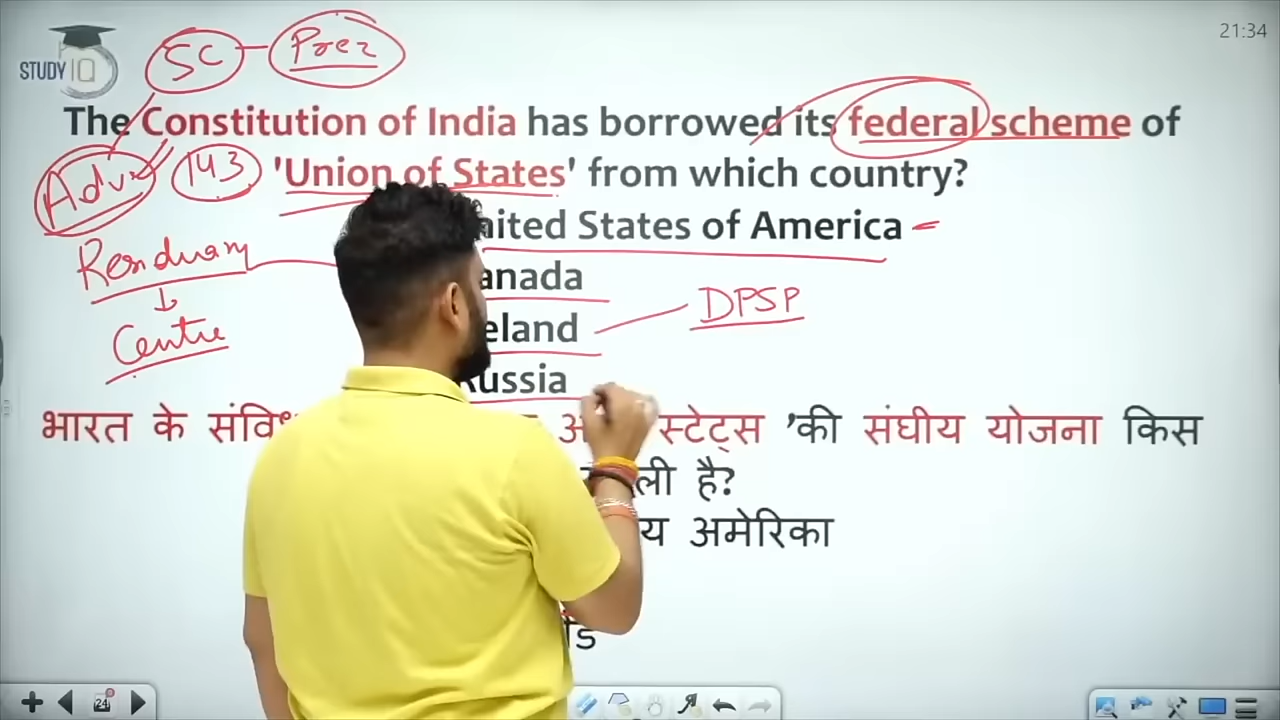 21:34
STUDY IQ
SC - Prez
The Constitution of India has borrowed its federal scheme of
Adv. 143 'Union of States' from which country?
nited States of America
anada
eland DPSP
Russia
Centre
भारत के संवि स्टेट्स 'की संघीय योजना किस
ली है?
य अमेरिका
24